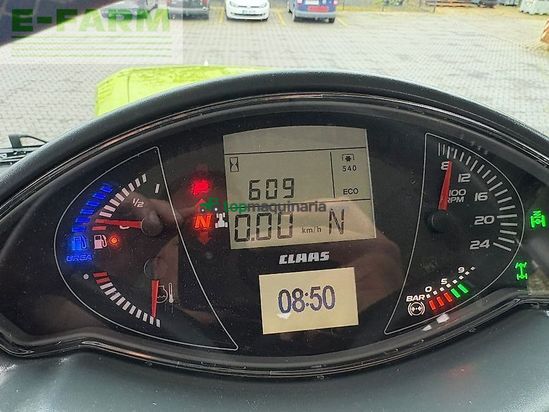 E-FARM
1
1/2
UREA
609
540
ECO
topmaquinaria
N
0.00 km/h N
CLAAS
08:50
8
12
16
20
24
100
RPM
0 5 9
BAR